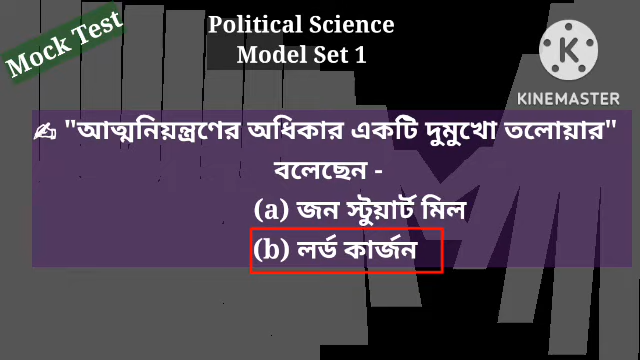 Mock Test
Political Science
Model Set 1
KINEMASTER
✍ "আত্মনিয়ন্ত্রণের অধিকার একটি দুমুখো তলোয়ার"
বলেছেন -
(a) জন স্টুয়ার্ট মিল
(b) লর্ড কার্জন